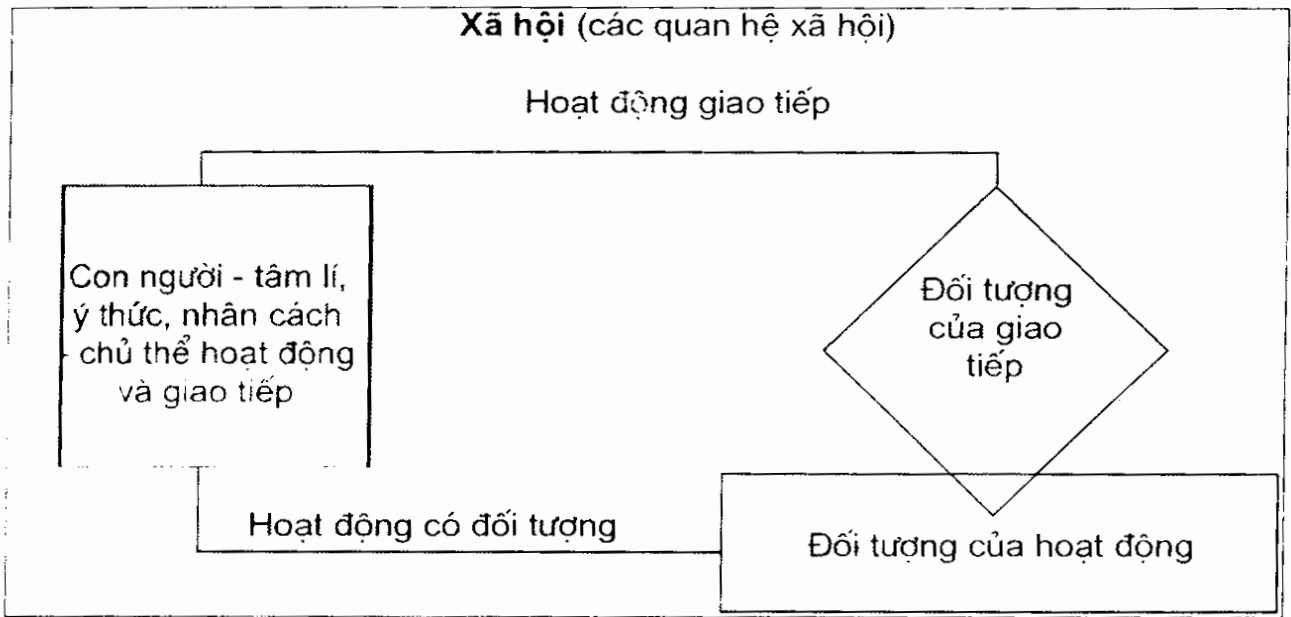 Xã hội (các quan hệ xã hội)
Hoạt động giao tiếp
Con người - tâm lí,
ý thức, nhân cách
- chủ thể hoạt động
và giao tiếp
Đối tượng
của giao
tiếp
Hoạt động có đối tượng
Đối tượng của hoạt động